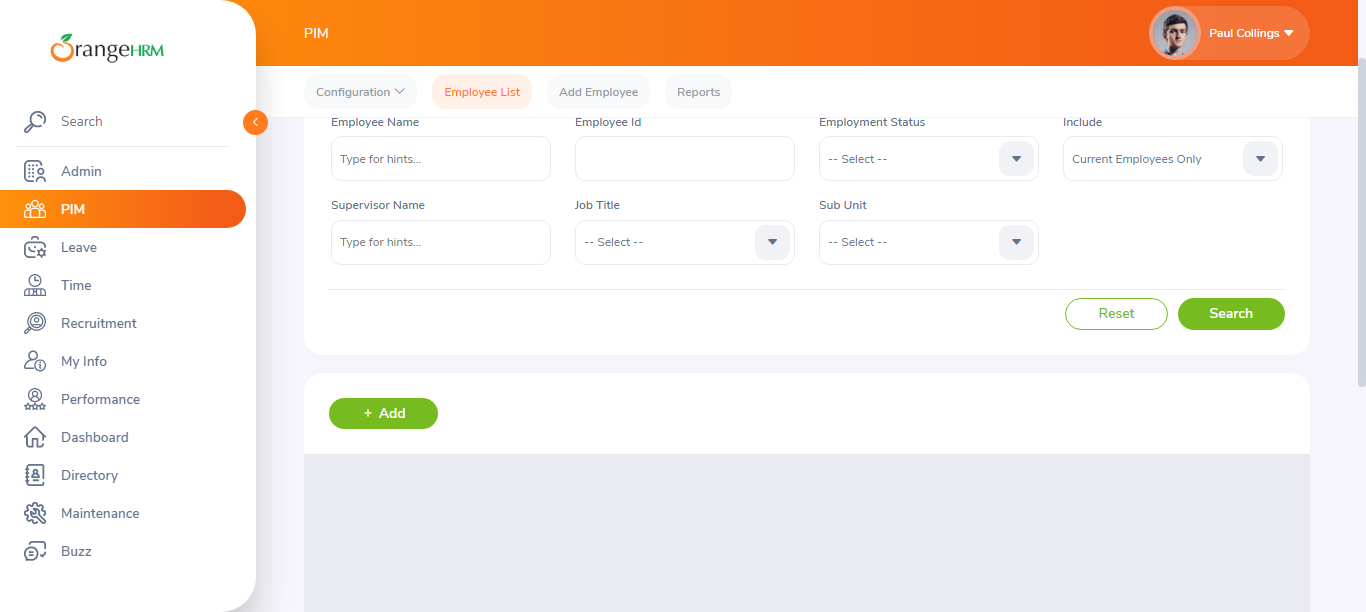 OrangeHRM
PIM
Paul Collings
Configuration
Employee List
Add Employee
Reports
Search
Admin
PIM
Leave
Time
Recruitment
My Info
Performance
Dashboard
Directory
Maintenance
Buzz
Employee Name
Employee Id
Employment Status
Include
Type for hints...
-- Select --
Current Employees Only
Supervisor Name
Job Title
Sub Unit
Type for hints...
-- Select --
-- Select --
Reset
Search
+ Add